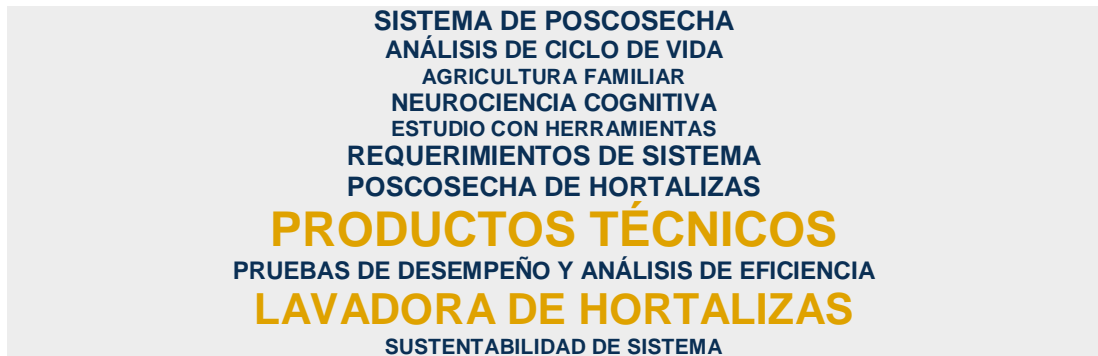 SISTEMA DE POSCOSECHA
ANÁLISIS DE CICLO DE VIDA
AGRICULTURA FAMILIAR
NEUROCIENCIA COGNITIVA
ESTUDIO CON HERRAMIENTAS
REQUERIMIENTOS DE SISTEMA
POSCOSECHA DE HORTALIZAS
PRODUCTOS TÉCNICOS
PRUEBAS DE DESEMPEÑO Y ANÁLISIS DE EFICIENCIA
LAVADORA DE HORTALIZAS
SUSTENTABILIDAD DE SISTEMA